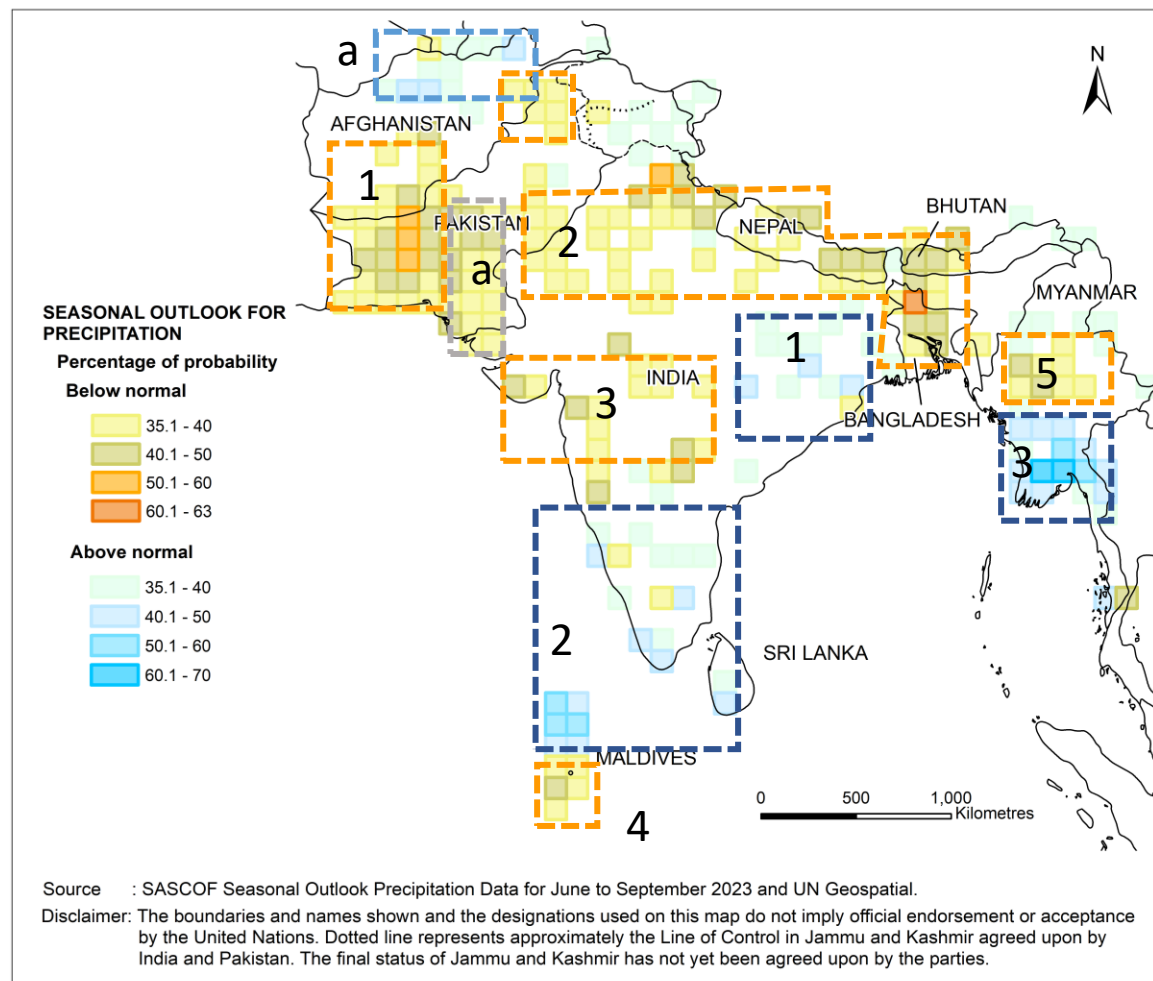 a
N
AFGHANISTAN
1
PAKISTAN
a
2
NEPAL
BHUTAN
MYANMAR
SEASONAL OUTLOOK FOR
PRECIPITATION
Percentage of probability
Below normal
35.1 - 40
40.1 - 50
50.1 - 60
60.1 - 63
Above normal
35.1 - 40
40.1 - 50
50.1 - 60
60.1 - 70
1
INDIA
3
5
BANGLADESH
3
2
SRI LANKA
MALDIVES
4
0 500 1,000
Kilometres
Source : SASCOF Seasonal Outlook Precipitation Data for June to September 2023 and UN Geospatial.
Disclaimer: The boundaries and names shown and the designations used on this map do not imply official endorsement or acceptance
by the United Nations. Dotted line represents approximately the Line of Control in Jammu and Kashmir agreed upon by
India and Pakistan. The final status of Jammu and Kashmir has not yet been agreed upon by the parties.